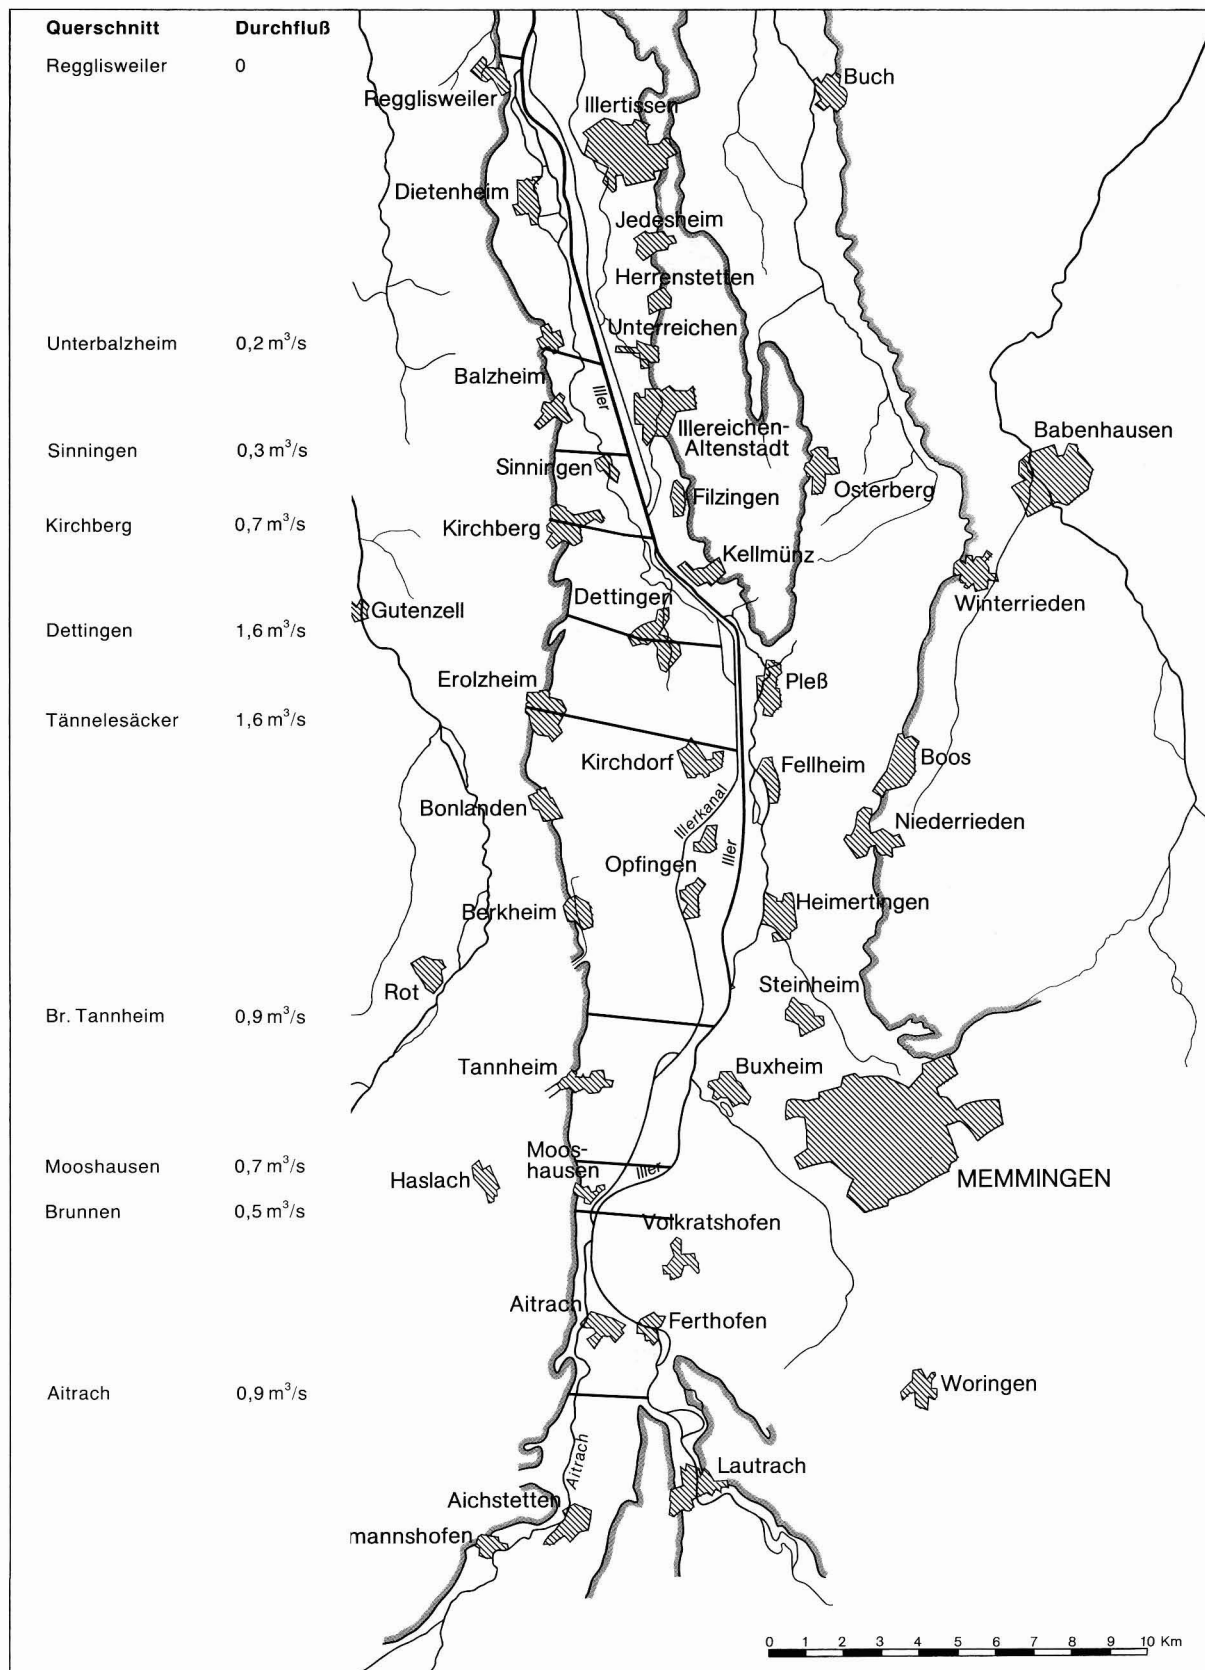 Querschnitt Durchfluß
Regglisweiler 0
Buch
Regglisweiler
Illertissen
Dietenheim
Jedesheim
Herrenstetten
Unterreichen
Unterbalzheim 0,2 m³/s
Balzheim
Iller
Illereichen-
Altenstadt
Babenhausen
Sinningen 0,3 m³/s
Sinningen
Osterberg
Filzingen
Kirchberg 0,7 m³/s
Kirchberg
Kellmünz
Dettingen
Gutenzell
Winterrieden
Dettingen 1,6 m³/s
Erolzheim
Pleß
Tännelesäcker 1,6 m³/s
Kirchdorf
Fellheim
Boos
Bonlanden
Illerkanal
Niederrieden
Iller
Opfingen
Berkheim
Heimertingen
Steinheim
Rot
Br. Tannheim 0,9 m³/s
Tannheim
Buxheim
Moos-
hausen
Mooshausen 0,7 m³/s
Haslach
Iller
MEMMINGEN
Brunnen 0,5 m³/s
Volkratshofen
Aitrach
Ferthofen
Woringen
Aitrach 0,9 m³/s
Aitrach
Lautrach
Aichstetten
mannshofen
0 1 2 3 4 5 6 7 8 9 10 Km